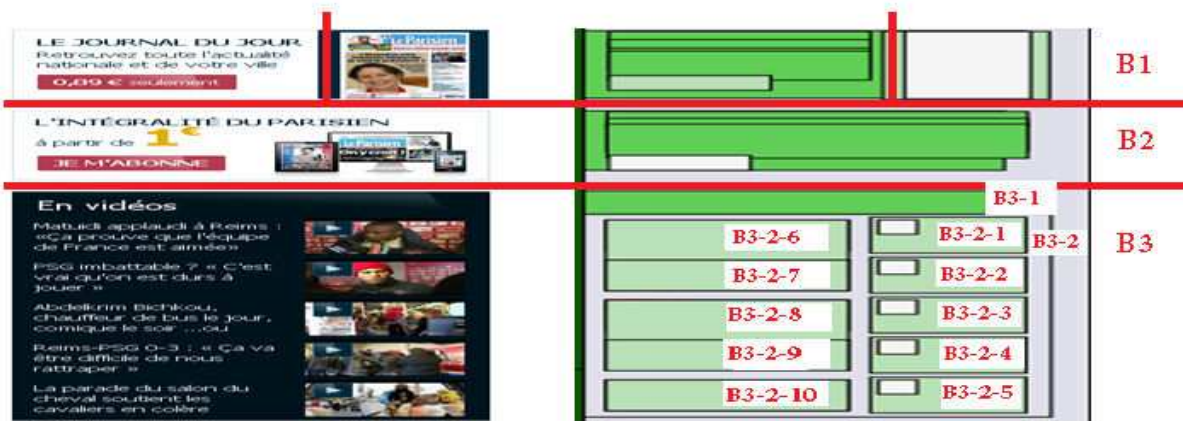 LE JOURNAL DU JOUR
Retrouvez toute l'actualité
nationale et de votre ville
0,89 € seulement
Le Parisien
B1
L'INTÉGRALITÉ DU PARISIEN
à partir de 1€
JE M'ABONNE
Le Parisien
B2
En vidéos
B3-1
Matuidi applaudi à Reims :
«Ça prouve que l'équipe
de France est aimée»
B3-2-6
B3-2-1
B3-2
B3
PSG imbattable ? « C'est
vrai qu'on est durs à
jouer »
B3-2-7
B3-2-2
Abdelkrim Bichkou,
chauffeur de bus le jour,
comique le soir ...ou
B3-2-8
B3-2-3
Reims-PSG 0-3 : « Ça va
être difficile de nous
rattraper »
B3-2-9
B3-2-4
La parade du salon du
cheval soutient les
cavaliers en colère
B3-2-10
B3-2-5